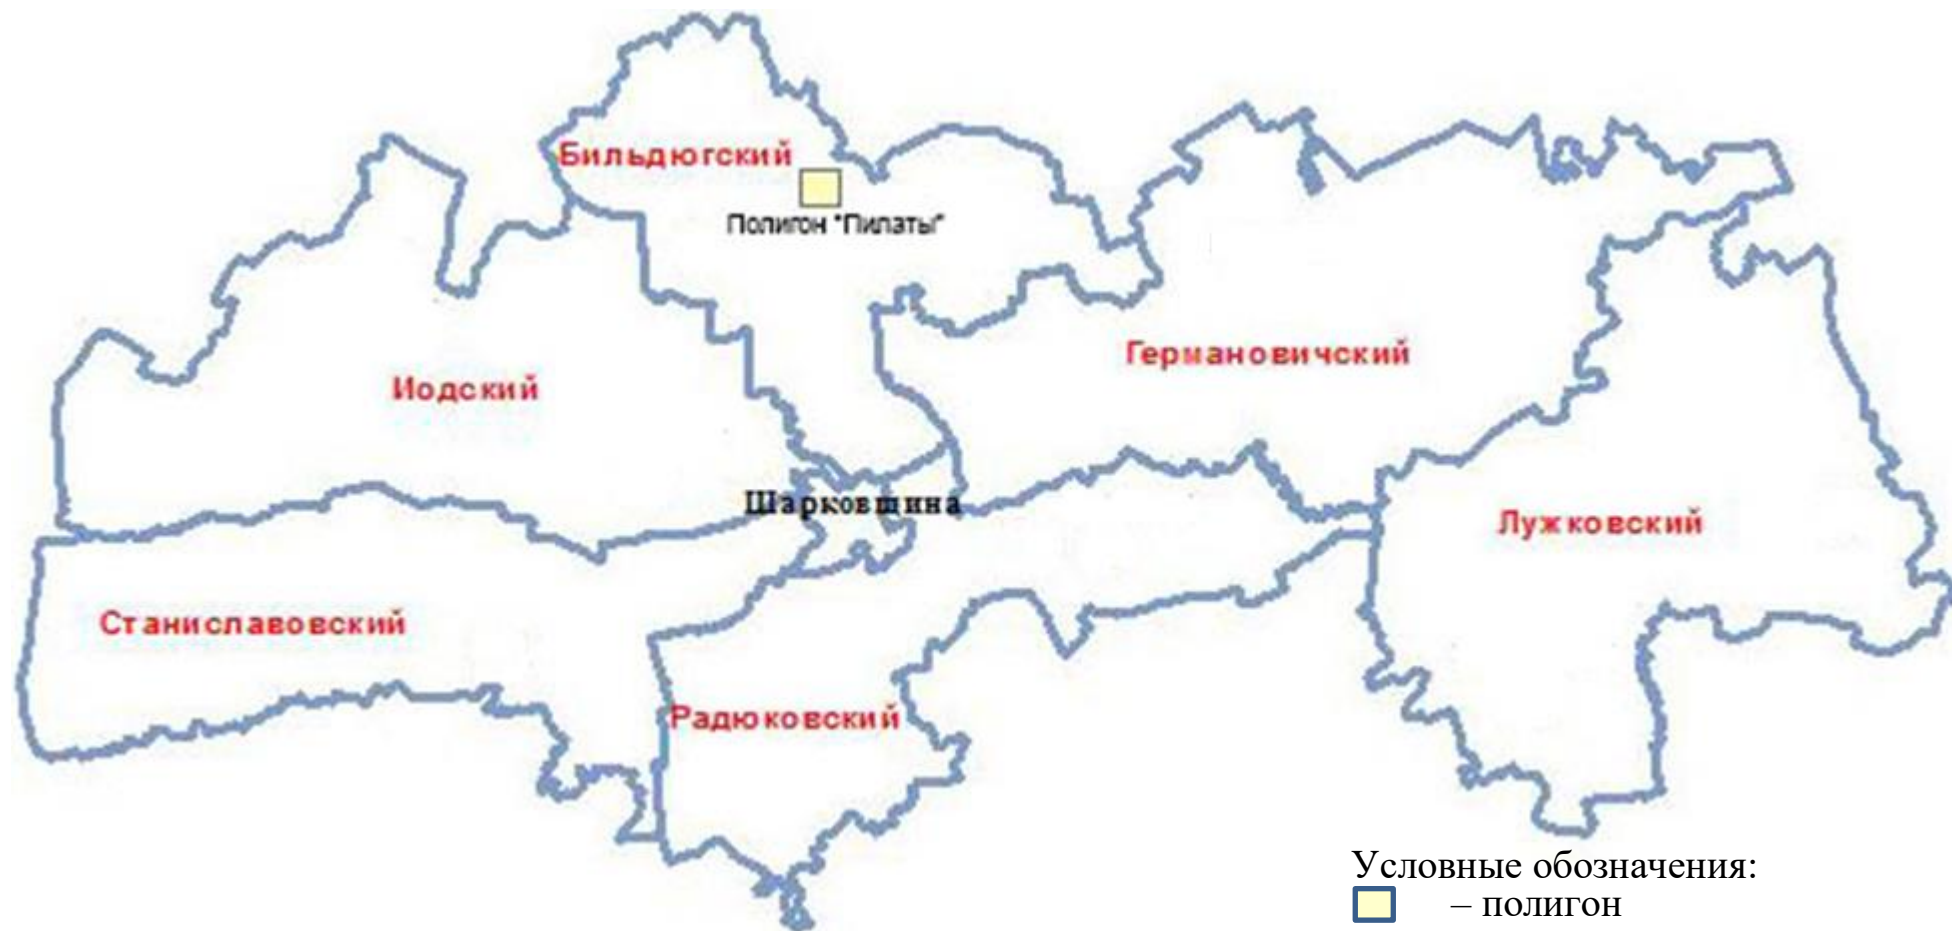 Бильдюгский
Полигон "Пилаты"
Германовичский
Иодский
Шарковщина
Лужковский
Станиславовский
Радюковский
Условные обозначения:
– полигон